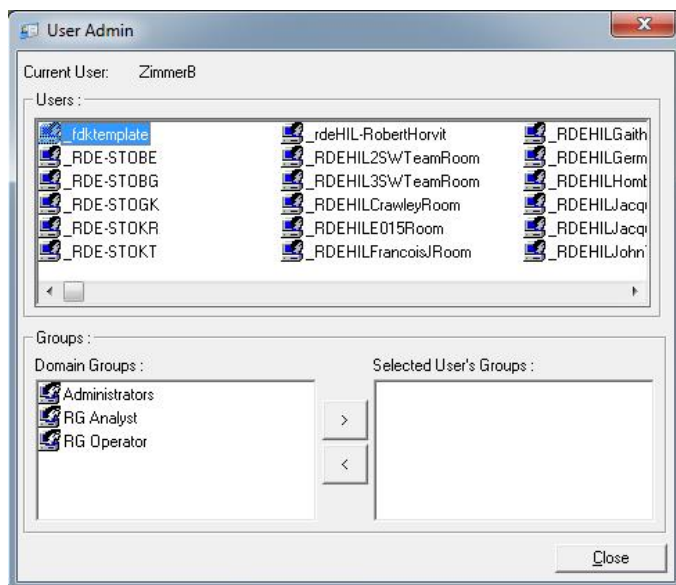 User Admin
Current User: ZimmerB
Users :
_fdktemplate _rdeHIL-RobertHorvit _RDEHILGaith
_RDE-STOBE _RDEHIL2SWTeamRoom _RDEHILGerm
_RDE-STOBG _RDEHIL3SWTeamRoom _RDEHILHomb
_RDE-STOGK _RDEHILCrawleyRoom _RDEHILJacqu
_RDE-STOKR _RDEHILE015Room _RDEHILJacqu
_RDE-STOKT _RDEHILFrancoisJRoom _RDEHILJohn
Groups :
Domain Groups : Selected User's Groups :
Administrators
RG Analyst
RG Operator
>
<
Close